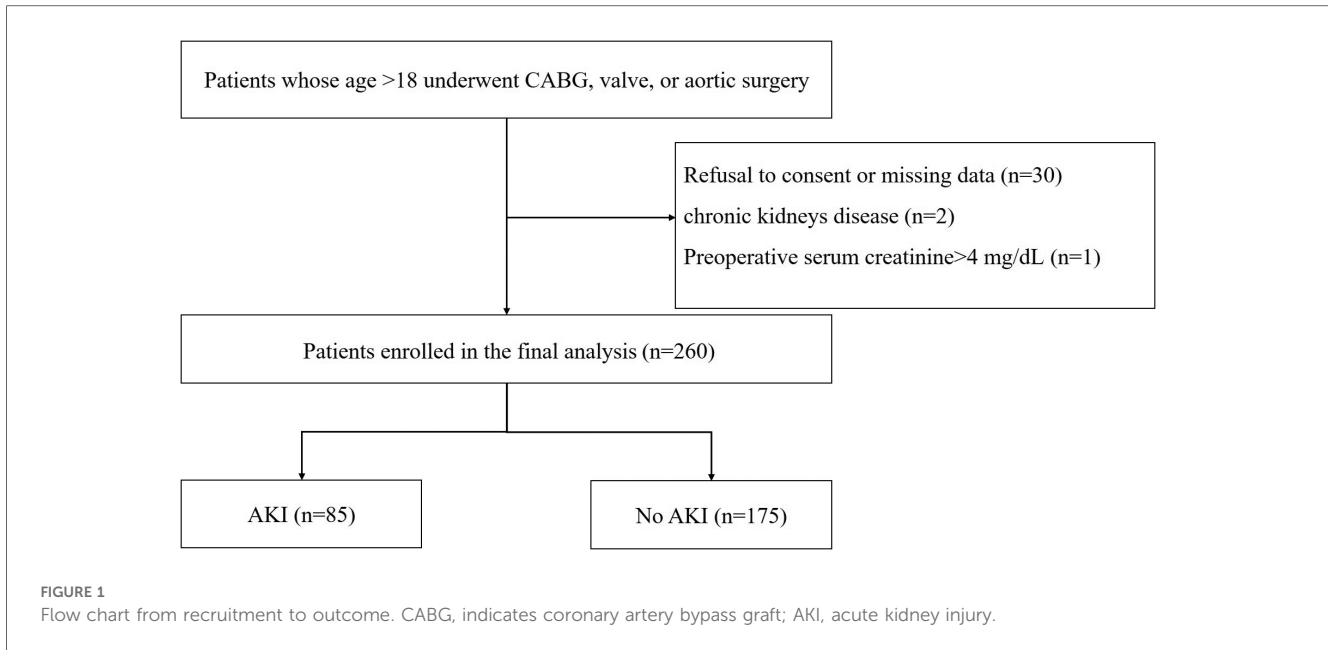 Patients whose age >18 underwent CABG, valve, or aortic surgery
Refusal to consent or missing data (n=30)
chronic kidneys disease (n=2)
Preoperative serum creatinine>4 mg/dL (n=1)
Patients enrolled in the final analysis (n=260)
AKI (n=85)
No AKI (n=175)
FIGURE 1
Flow chart from recruitment to outcome. CABG, indicates coronary artery bypass graft; AKI, acute kidney injury.